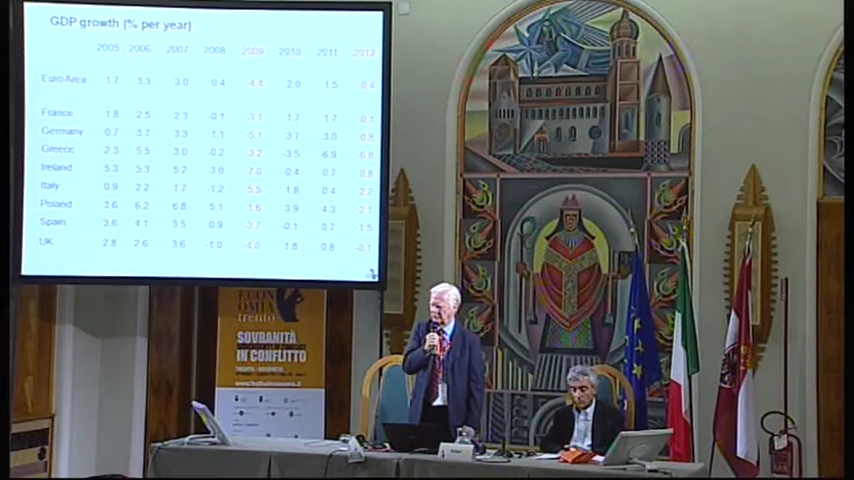 GDP growth (% per year)
2005 2006 2007 2008 2009 2010 2011 2012
Euro Area 1.7 3.3 3.0 0.4 -4.4 2.0 1.5 -0.4
France 1.8 2.5 2.3 -0.1 -3.1 1.7 1.7 0.1
Germany 0.7 3.7 3.3 1.1 -5.1 3.7 3.0 0.8
Greece 2.3 5.5 3.0 -0.2 -3.2 -3.5 -6.9 -6.8
Ireland 5.3 5.3 5.2 -3.0 7.0 -0.4 0.7 0.8
Italy 0.9 2.2 1.7 -1.2 -5.5 1.8 0.4 2.2
Poland 3.6 6.2 6.8 5.1 1.6 3.9 4.3 2.1
Spain 3.6 4.1 3.5 0.9 -3.7 -0.1 0.7 -1.5
UK 2.8 2.6 3.6 -1.0 -4.0 1.8 0.8 -0.1
ECON
OMIA
trento
SOVRANITÀ
IN CONFLITTO